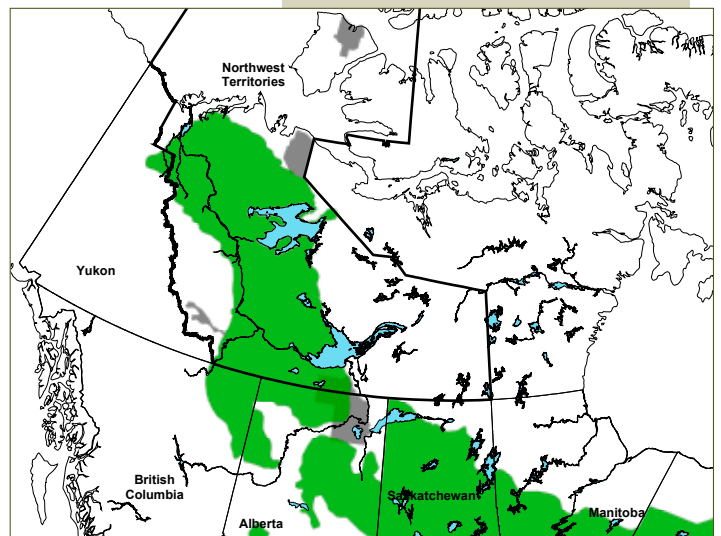 Northwest
Territories
Yukon
British
Columbia
Alberta
Saskatchewan
Manitoba